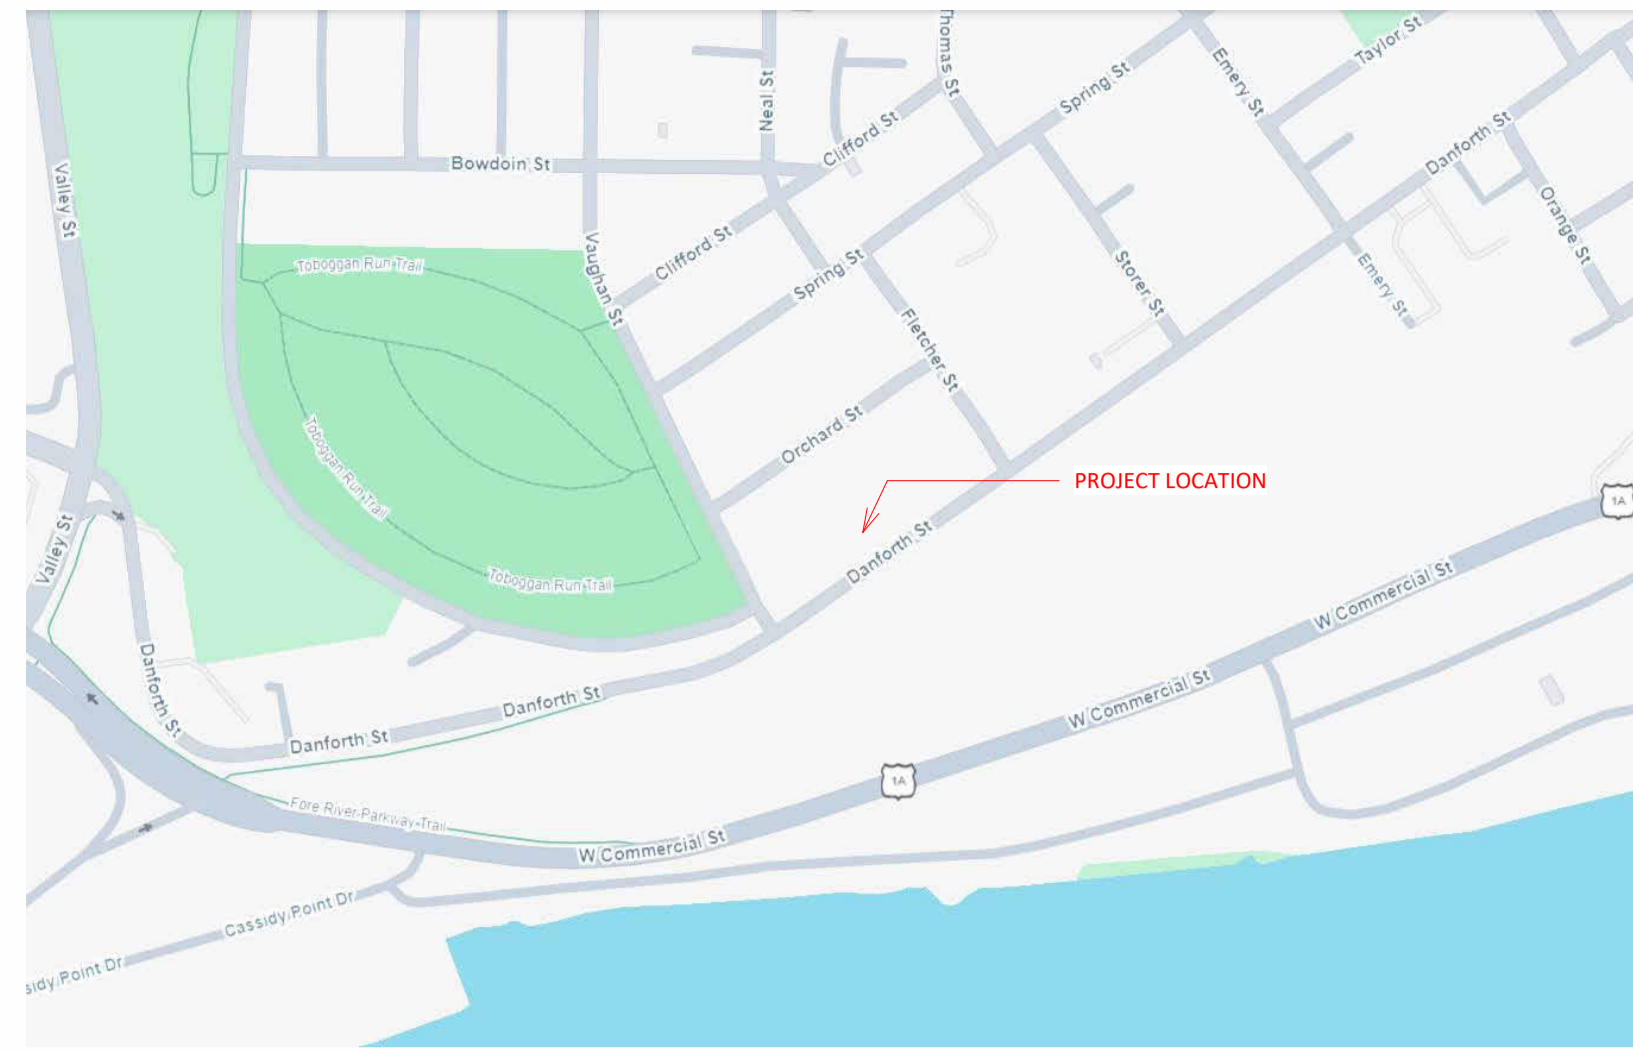 Thomas St
Taylor St
Neal St
Spring St
Emery St
Clifford St
Danforth St
Bowdoin St
Valley St
Orange St
Clifford St
Vaughan St
Toboggan Run Trail
Spring St
Storer St
Emery St
Fletcher St
Orchard St
Toboggan Run Trail
PROJECT LOCATION
1A
Valley St
Danforth St
Toboggan Run Trail
W Commercial St
Danforth St
Danforth St
W Commercial St
Danforth St
1A
Fore River Parkway Trail
W Commercial St
Cassidy Point Dr
sidy Point Dr